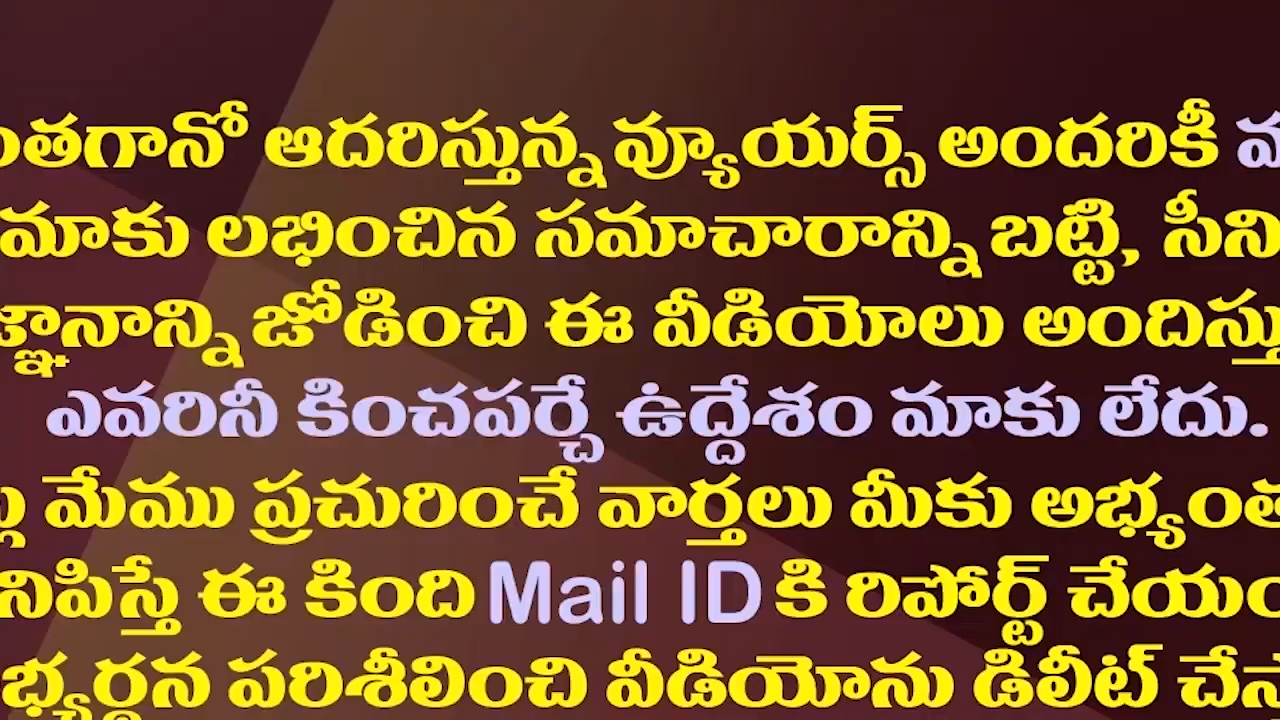 ఆదరిస్తున్న వ్యూయర్స్ అందరికీ
మాకు లభించిన సమాచారాన్ని బట్టి,
జోడించి ఈ వీడియోలు
ఎవరినీ కించపర్చే ఉద్దేశం మాకు లేదు.
మేము ప్రచురించే వార్తలు మీకు
ఈ కింది Mail ID కి రిపోర్ట్
పరిశీలించి వీడియోను డిలీట్